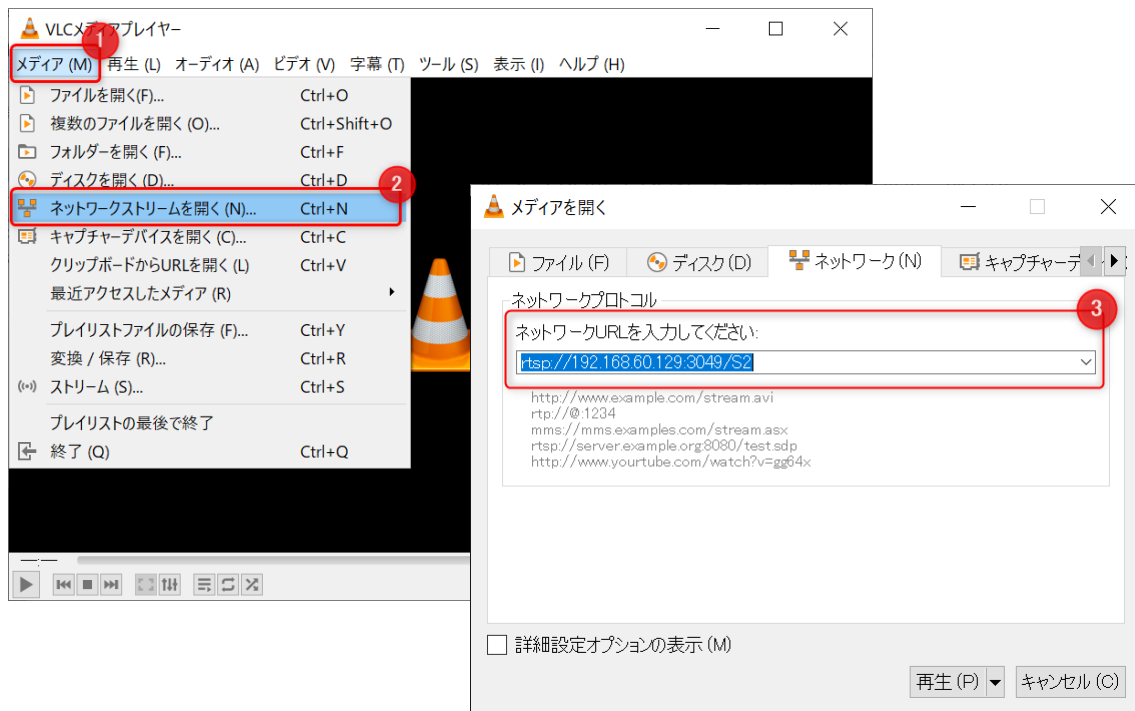 VLCメディアプレイヤー
1
メディア (M) 再生 (L) オーディオ (A) ビデオ (V) 字幕 (T) ツール (S) 表示 (I) ヘルプ (H)
ファイルを開く(F)... Ctrl+O
複数のファイルを開く (O)... Ctrl+Shift+O
フォルダーを開く (F)... Ctrl+F
ディスクを開く (D)... Ctrl+D
2
ネットワークストリームを開く (N)... Ctrl+N
キャプチャーデバイスを開く (C)... Ctrl+C
クリップボードからURLを開く (L) Ctrl+V
最近アクセスしたメディア (R)
プレイリストファイルの保存 (F)... Ctrl+Y
変換 / 保存 (R)... Ctrl+R
ストリーム (S)... Ctrl+S
プレイリストの最後で終了
終了 (Q) Ctrl+Q
--:--
メディアを開く
ファイル (F) ディスク (D) ネットワーク (N) キャプチャーデ
ネットワークプロトコル
3
ネットワークURLを入力してください:
rtsp://192.168.60.129:3049/S2
http://www.example.com/stream.avi
rtp://@:1234
mms://mms.examples.com/stream.asx
rtsp://server.example.org:8080/test.sdp
http://www.yourtube.com/watch?v=gg64x
詳細設定オプションの表示 (M)
再生 (P) キャンセル (C)